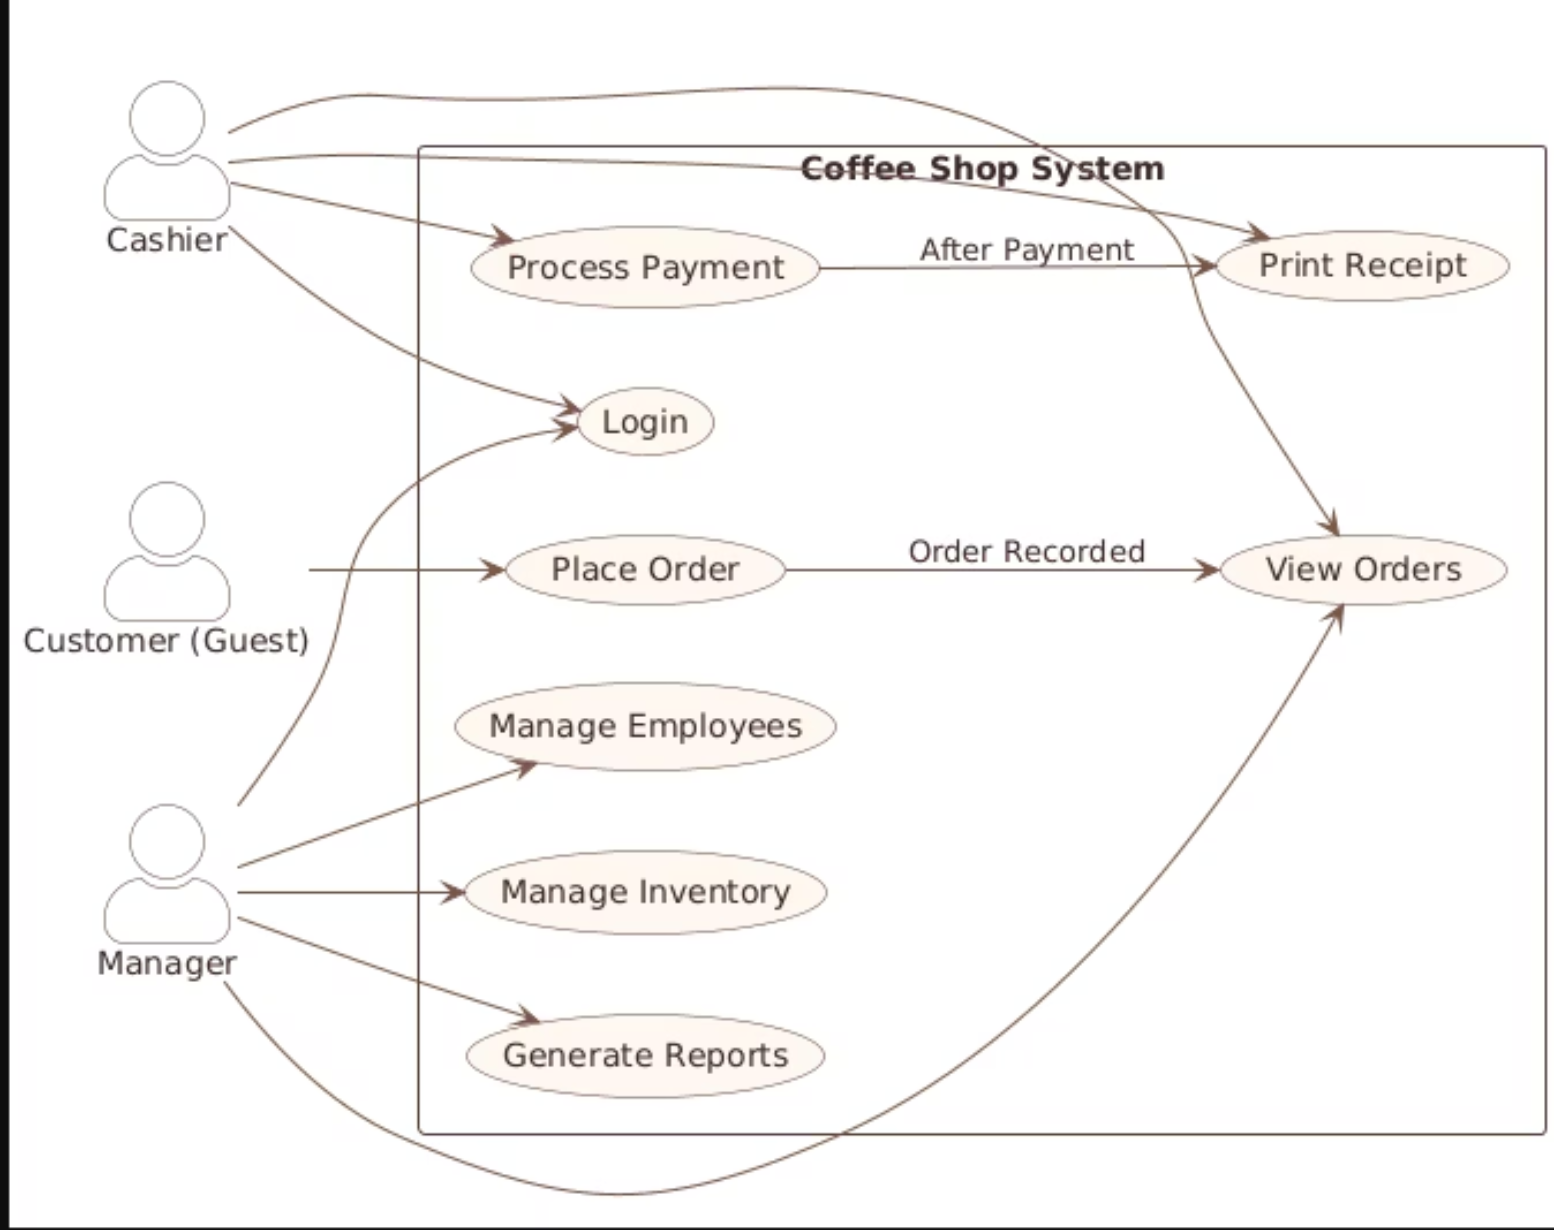 Coffee Shop System
Cashier
Process Payment
After Payment
Print Receipt
Login
Customer (Guest)
Place Order
Order Recorded
View Orders
Manage Employees
Manager
Manage Inventory
Generate Reports